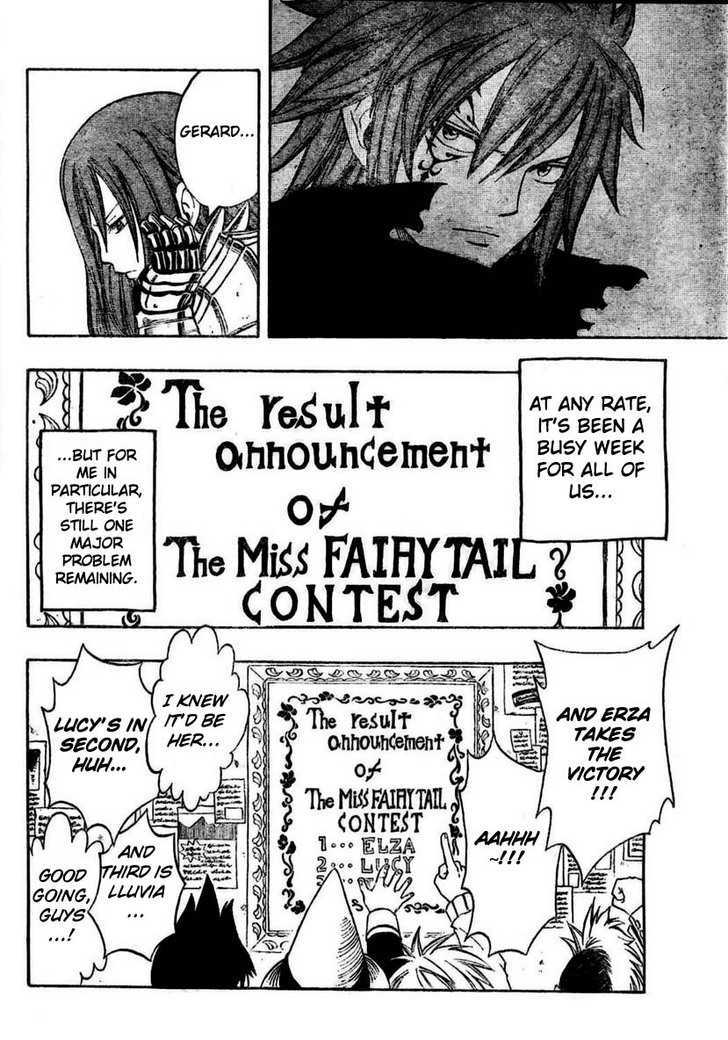 GERARD...
AT ANY RATE,
IT'S BEEN A
BUSY WEEK
FOR ALL OF
US...
The result
announcement
of
The Miss FAIRY TAIL
CONTEST
...BUT FOR
ME IN
PARTICULAR,
THERE'S
STILL ONE
MAJOR
PROBLEM
REMAINING.
AND ERZA
TAKES
THE
VICTORY
!!!
AAHHH
~!!!
The result
announcement
of
The Miss FAIRY TAIL
CONTEST
1... ELZA
2... LUCY
I KNEW
IT'D BE
HER...
LUCY'S IN
SECOND,
HUH...
AND
THIRD IS
LLUVIA
...
GOOD
GOING,
GUYS
...!